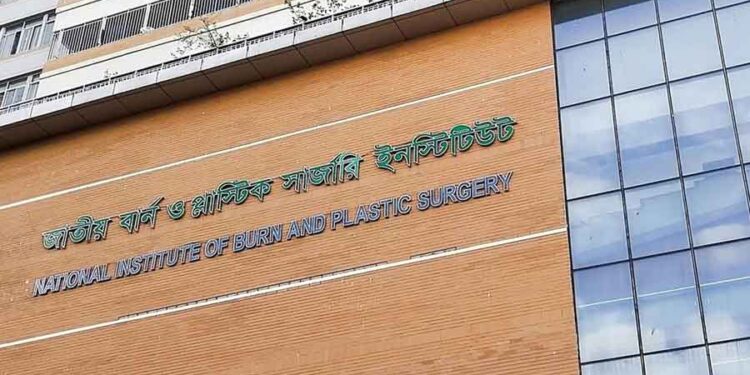 জাতীয় বার্ন ও প্লাস্টিক সার্জারি ইনস্টিটিউট
NATIONAL INSTITUTE OF BURN AND PLASTIC SURGERY